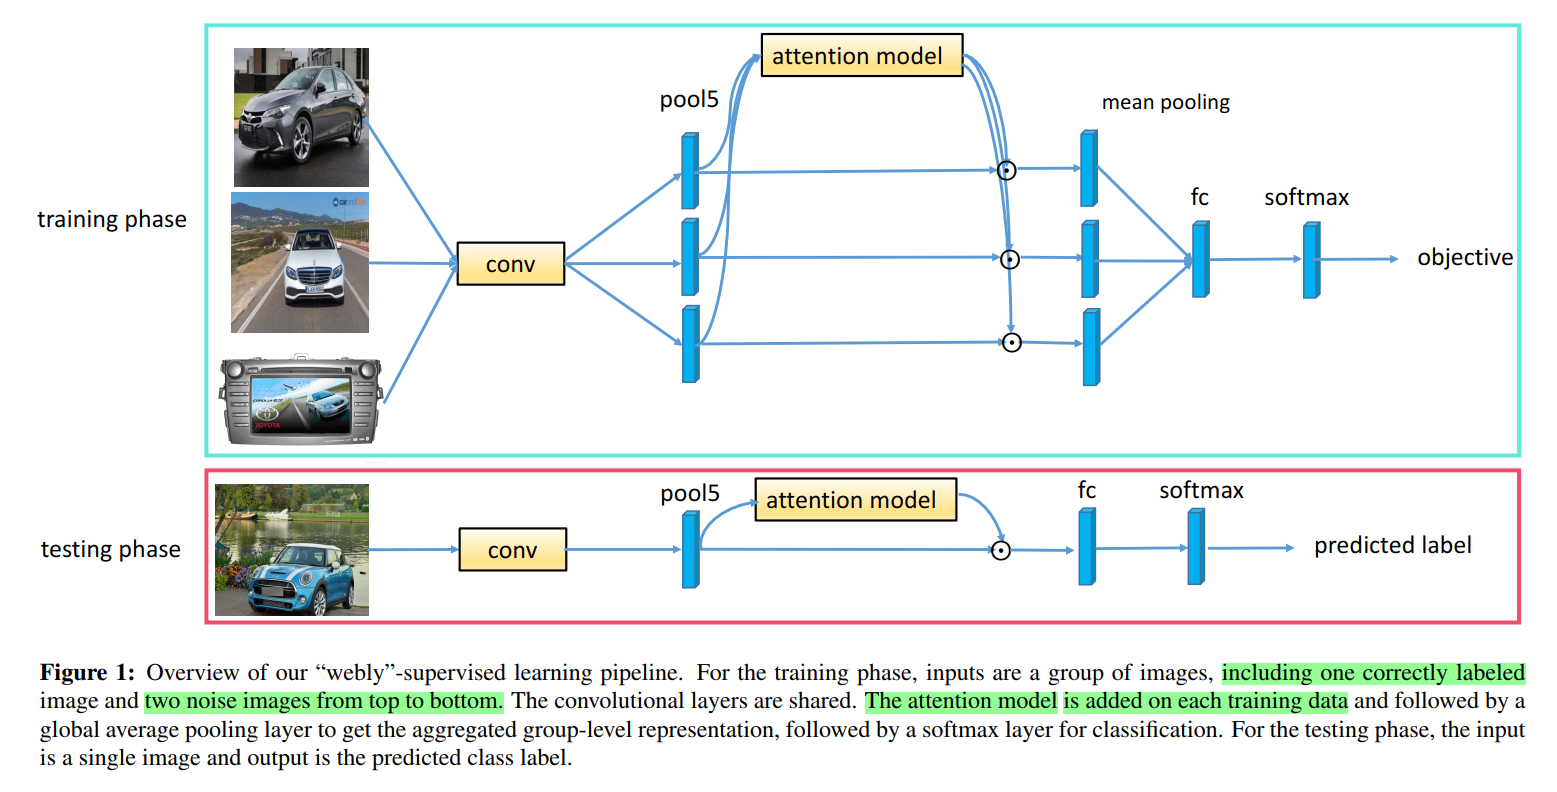 attention model
pool5
mean pooling
training phase
conv
fc
softmax
objective
TOYOTA
testing phase
conv
pool5
attention model
fc
softmax
predicted label
Figure 1: Overview of our “webly”-supervised learning pipeline. For the training phase, inputs are a group of images, including one correctly labeled
image and two noise images from top to bottom. The convolutional layers are shared. The attention model is added on each training data and followed by a
global average pooling layer to get the aggregated group-level representation, followed by a softmax layer for classification. For the testing phase, the input
is a single image and output is the predicted class label.